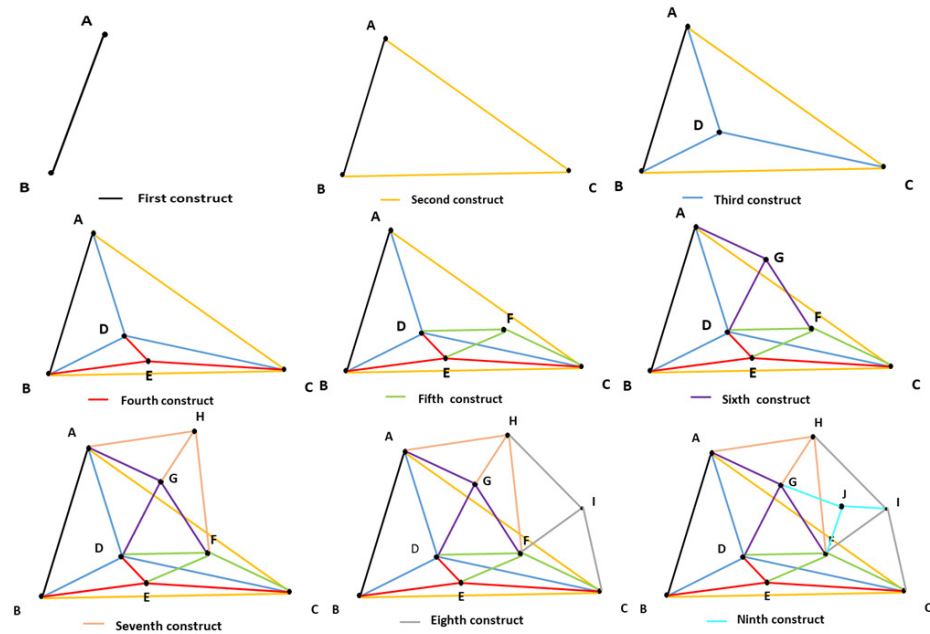 A
B
First construct
A
B
C
Second construct
A
D
B
C
Third construct
A
D
B
E
C
Fourth construct
A
D
F
B
E
C
Fifth construct
A
G
D
F
B
E
C
Sixth construct
A
H
G
D
F
B
E
C
Seventh construct
A
H
G
I
D
F
B
E
C
Eighth construct
A
H
G
J
I
D
F
B
E
C
Ninth construct